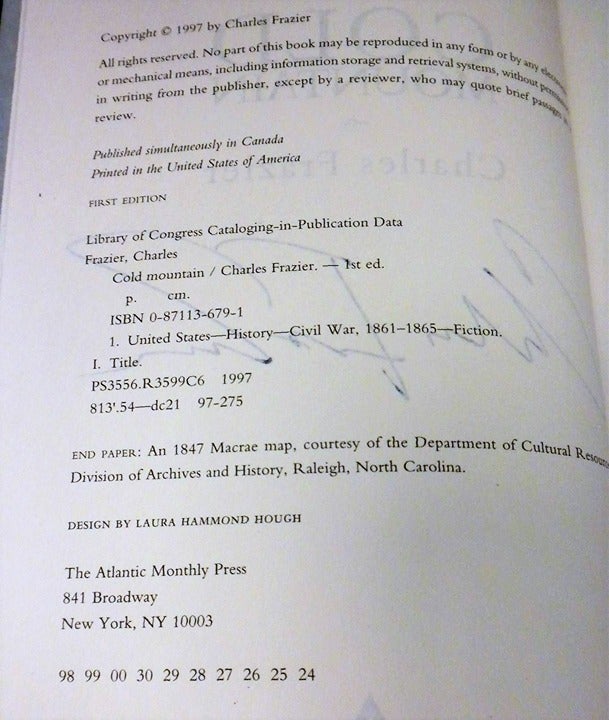 Copyright © 1997 by Charles Frazier
All rights reserved. No part of this book may be reproduced in any form or by any
or mechanical means, including information storage and retrieval systems, without
in writing from the publisher, except by a reviewer, who may quote brief passages
review.
Published simultaneously in Canada
Printed in the United States of America
FIRST EDITION
Library of Congress Cataloging-in-Publication Data
Frazier, Charles
Cold mountain / Charles Frazier. — 1st ed.
p. cm.
ISBN 0-87113-679-1
1. United States—History—Civil War, 1861–1865—Fiction.
I. Title.
PS3556.R3599C6 1997
813'.54—dc21 97-275
END PAPER: An 1847 Macrae map, courtesy of the Department of Cultural
Division of Archives and History, Raleigh, North Carolina.
DESIGN BY LAURA HAMMOND HOUGH
The Atlantic Monthly Press
841 Broadway
New York, NY 10003
98 99 00 30 29 28 27 26 25 24